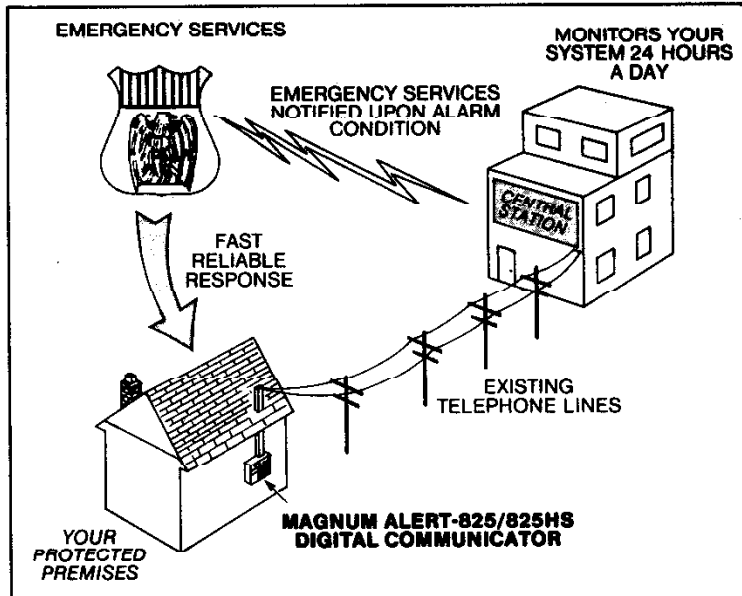 EMERGENCY SERVICES
MONITORS YOUR
SYSTEM 24 HOURS
A DAY
EMERGENCY SERVICES
NOTIFIED UPON ALARM
CONDITION
CENTRAL
STATION
FAST
RELIABLE
RESPONSE
EXISTING
TELEPHONE LINES
MAGNUM ALERT-825/825HS
DIGITAL COMMUNICATOR
YOUR
PROTECTED
PREMISES